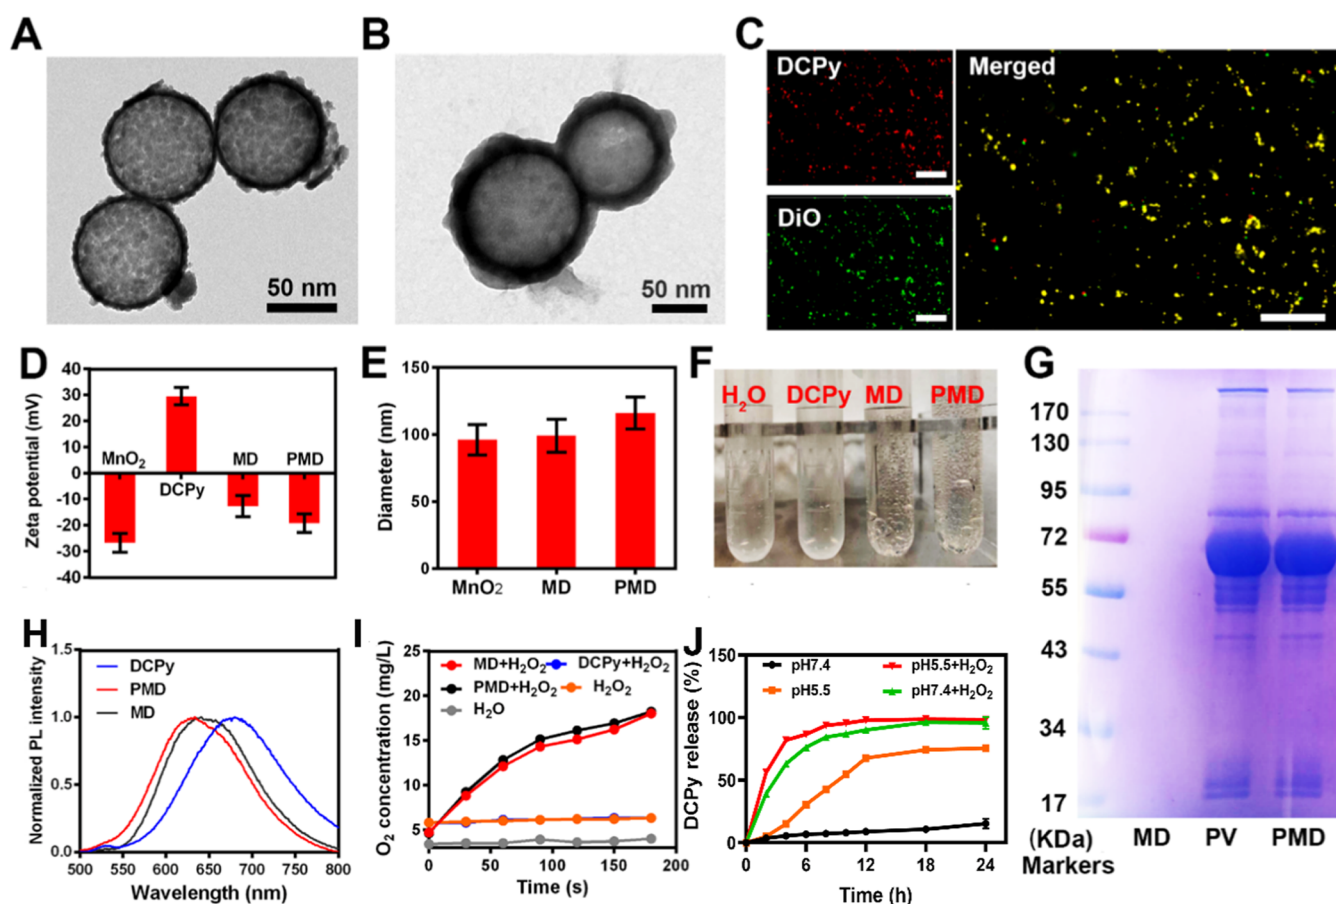 A
50 nm
B
50 nm
C
DCPy
DiO
Merged
D
Zeta potential (mV)
40
30
20
10
0
-10
-20
-30
-40
MnO₂
DCPy
MD
PMD
E
Diameter (nm)
150
100
50
0
MnO₂ MD PMD
F
H₂O DCPy MD PMD
G
170
130
95
72
55
43
34
17
(KDa) MD PV PMD
Markers
H
Normalized PL intensity
1.5
1.0
0.5
0.0
DCPy
PMD
MD
500 550 600 650 700 750 800
Wavelength (nm)
I
O₂ concentration (mg/L)
25
20
15
10
5
MD+H₂O₂ DCPy+H₂O₂
PMD+H₂O₂ H₂O₂
H₂O
0 50 100 150 200
Time (s)
J
DCPy release (%)
150
100
50
0
pH7.4 pH5.5+H₂O₂
pH5.5 pH7.4+H₂O₂
0 6 12 18 24
Time (h)